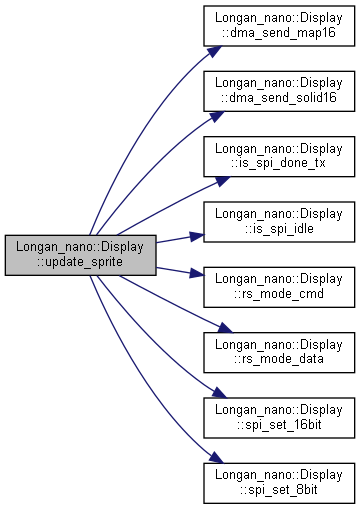 Longan_nano::Display
::update_sprite
Longan_nano::Display
::dma_send_map16
Longan_nano::Display
::dma_send_solid16
Longan_nano::Display
::is_spi_done_tx
Longan_nano::Display
::is_spi_idle
Longan_nano::Display
::rs_mode_cmd
Longan_nano::Display
::rs_mode_data
Longan_nano::Display
::spi_set_16bit
Longan_nano::Display
::spi_set_8bit